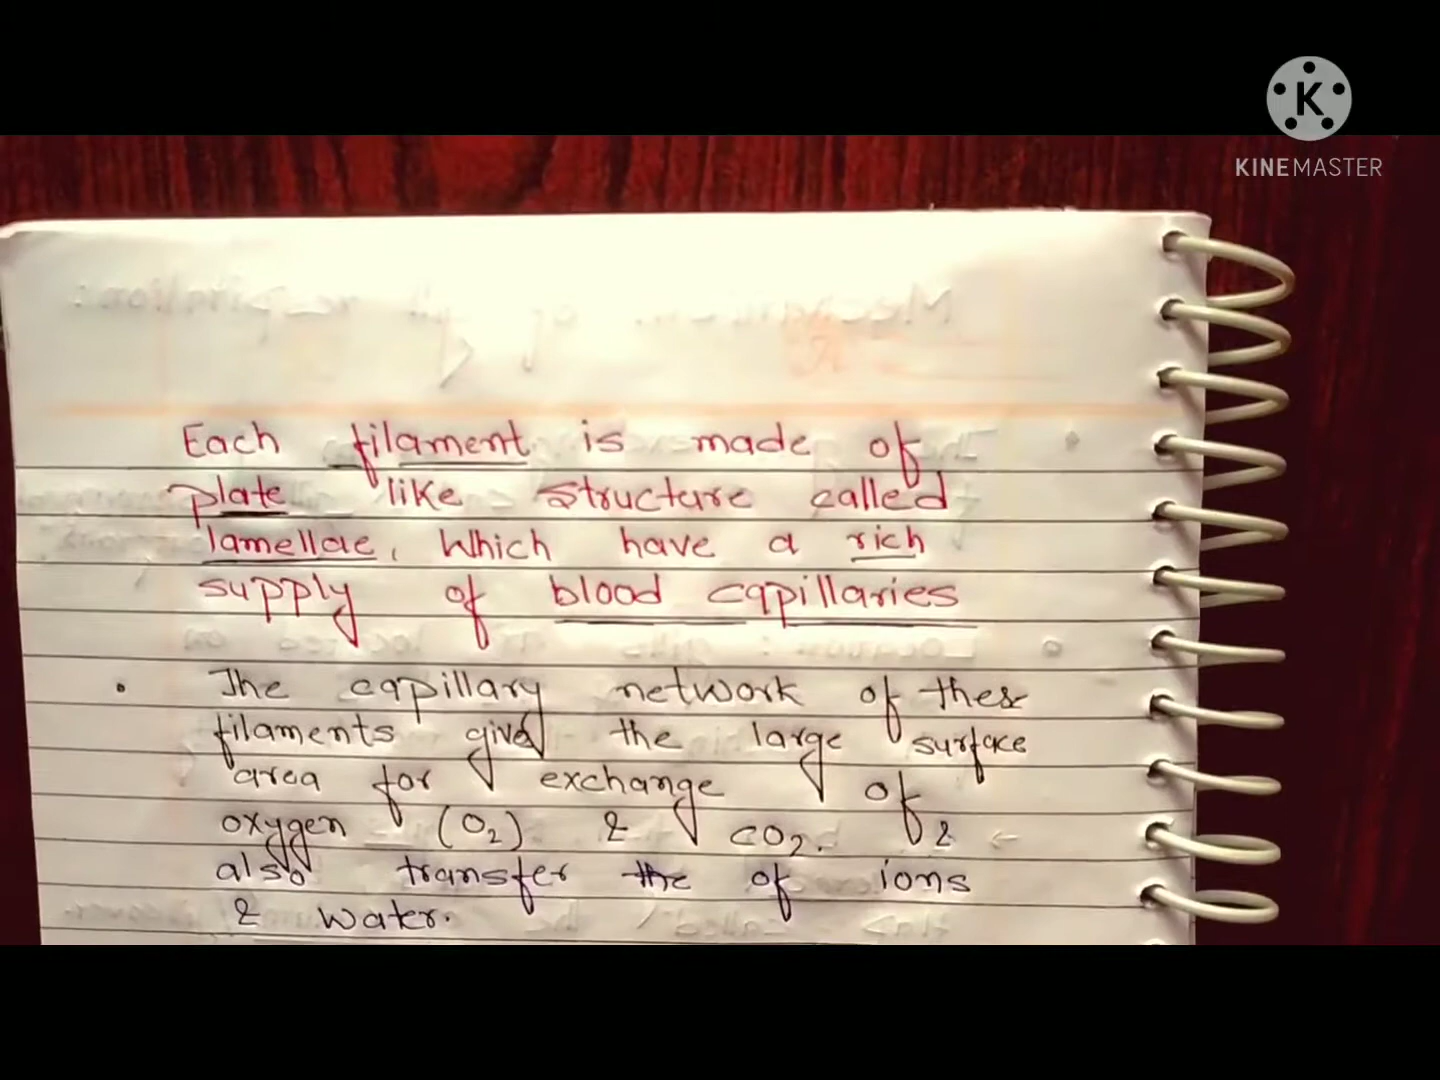 K
KINEMASTER
Each filament is made of
plate like structure called
lamellae, which have a rich
supply of blood capillaries
• The capillary network of these
filaments gives the large surface
area for exchange of
oxygen (O₂) & CO₂. &
also transfer the of ions
& water.